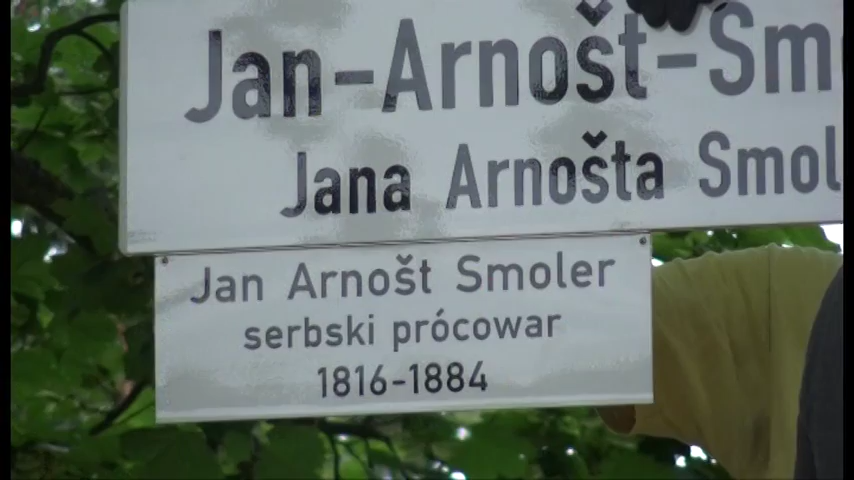 Jan-Arnošt-Sm
Jana Arnošta Smol
Jan Arnošt Smoler
serbski prócowar
1816-1884